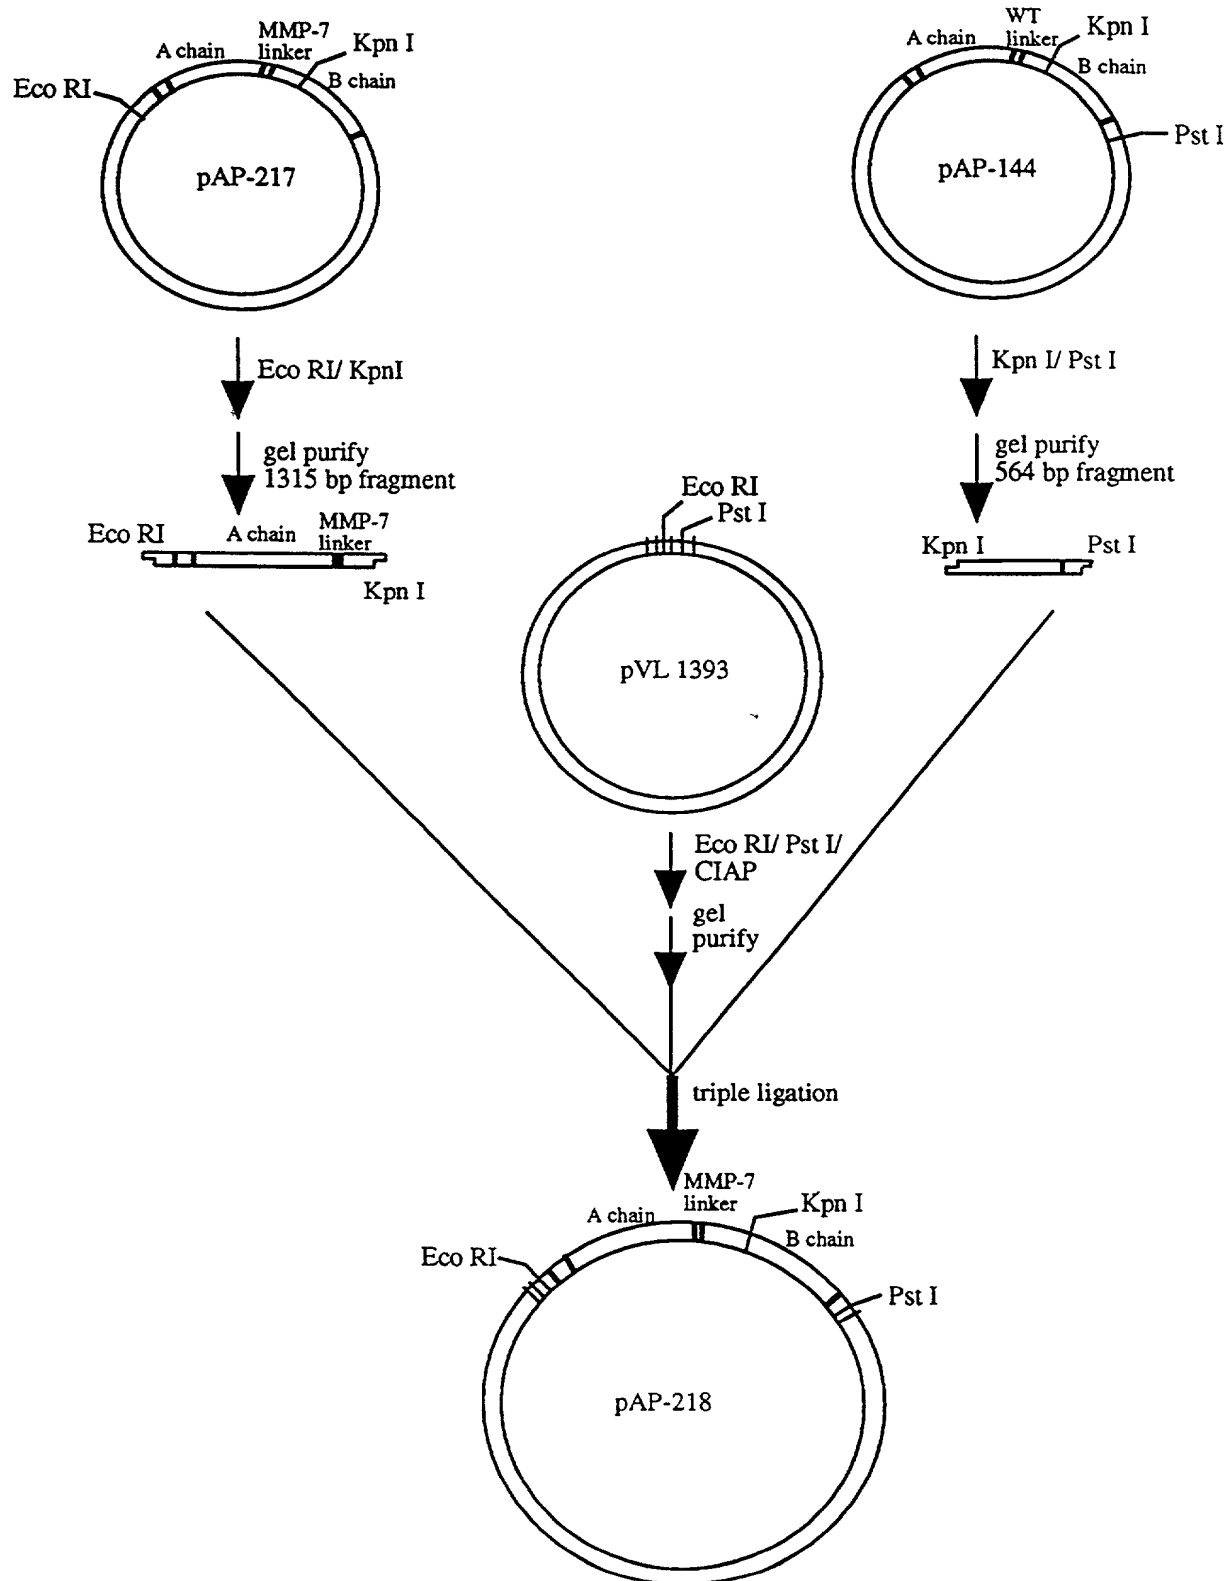 A chain
MMP-7
linker
Kpn I
B chain
Eco RI
pAP-217
A chain
WT
linker
Kpn I
B chain
Pst I
pAP-144
Eco RI/ KpnI
gel purify
1315 bp fragment
Kpn I/ Pst I
gel purify
564 bp fragment
Eco RI
A chain
MMP-7
linker
Kpn I
Eco RI
Pst I
Kpn I
Pst I
pVL 1393
Eco RI/ Pst I/
CIAP
gel
purify
triple ligation
MMP-7
linker
A chain
Kpn I
B chain
Eco RI
Pst I
pAP-218